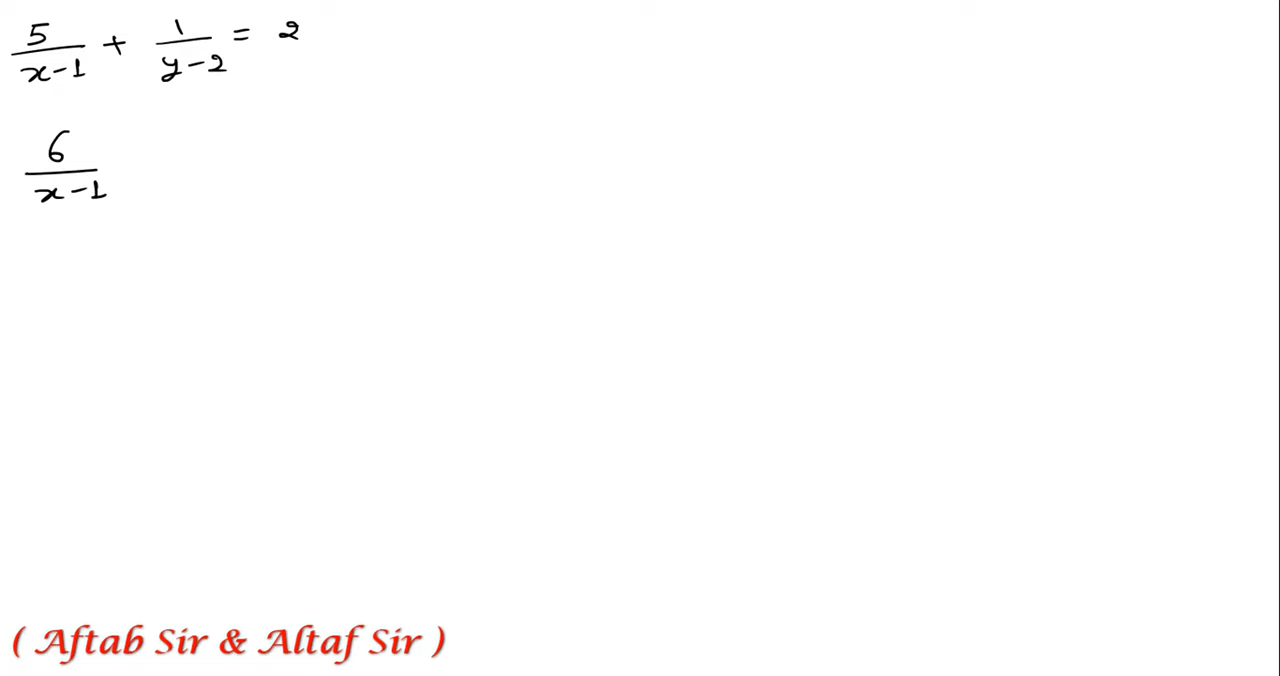 5/(x-1) + 1/(y-2) = 2
6/(x-1)
( Aftab Sir & Altaf Sir )